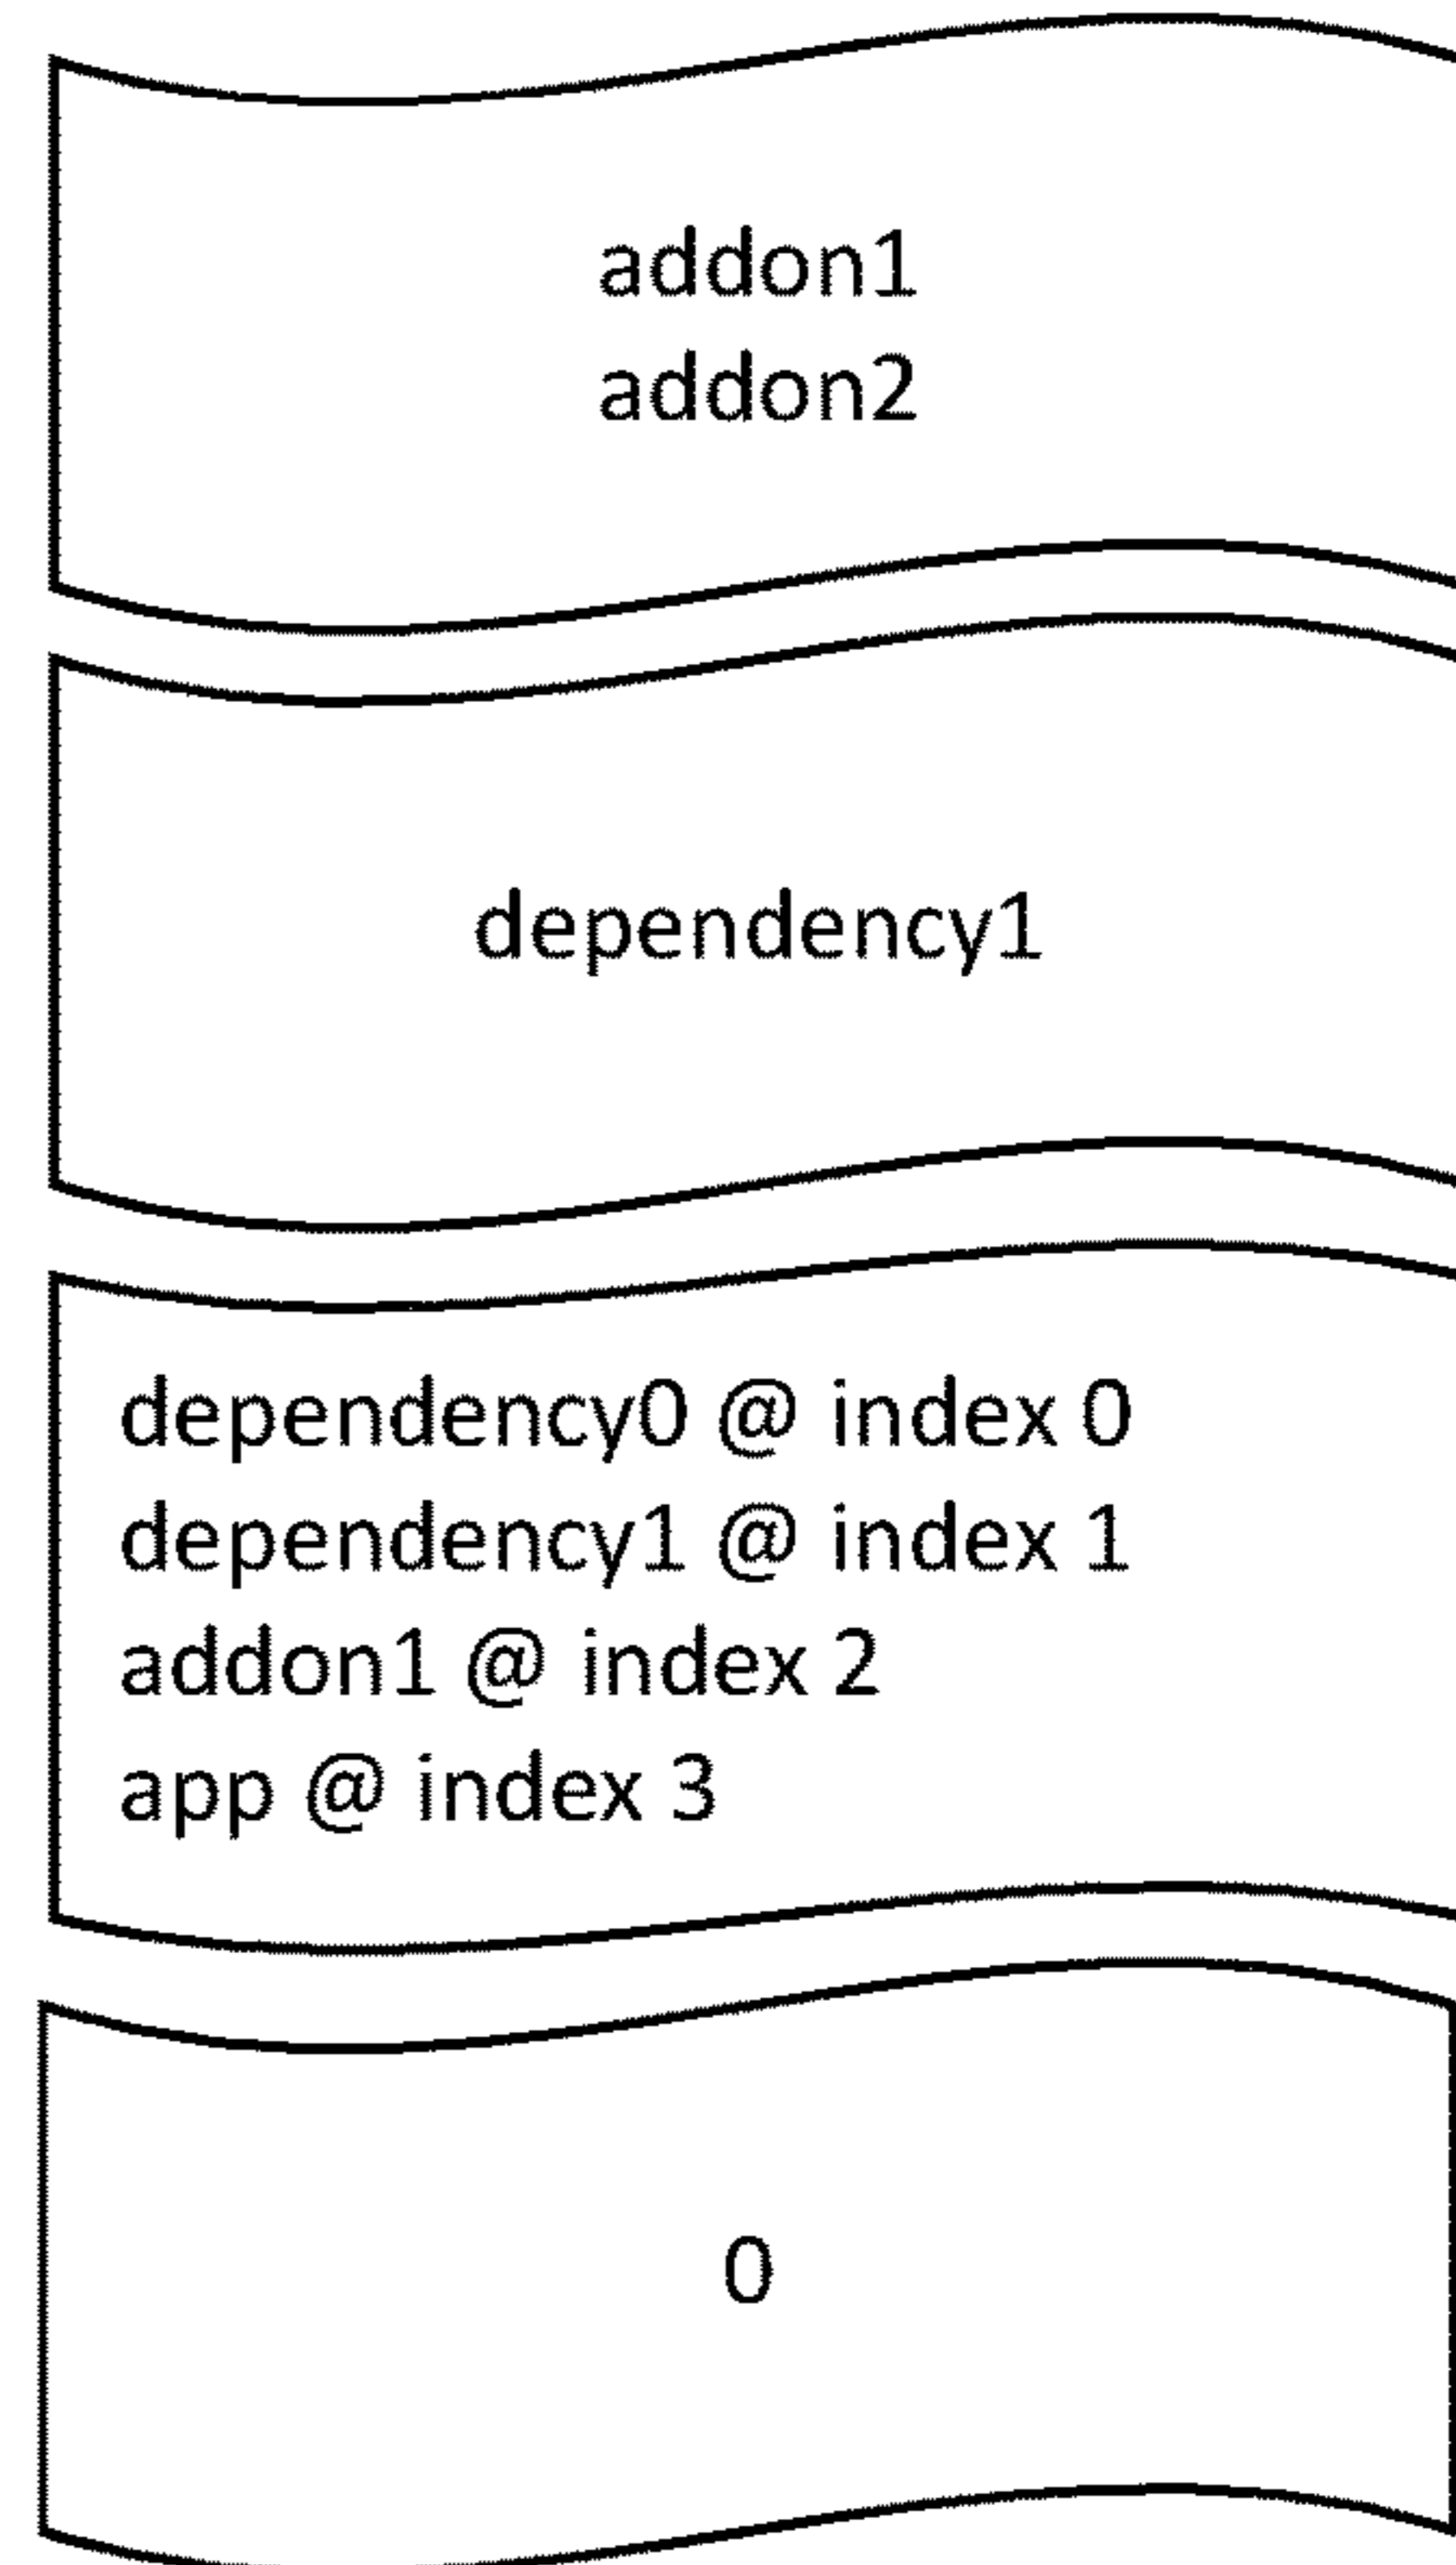 addon1
addon2
dependency1
dependency0 @ index 0
dependency1 @ index 1
addon1 @ index 2
app @ index 3
0